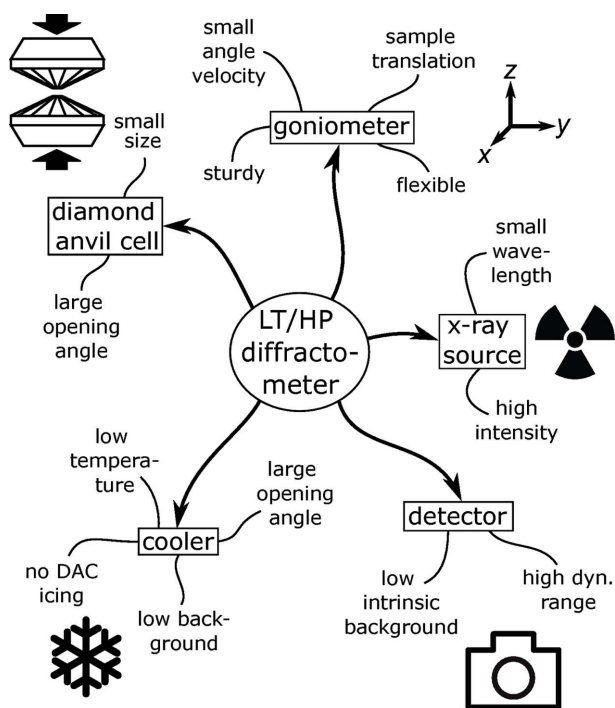 small
angle
velocity
sample
translation
goniometer
sturdy
flexible
z
y
x
small
size
diamond
anvil cell
large
opening
angle
LT/HP
diffracto-
meter
small
wave-
length
x-ray
source
high
intensity
low
tempera-
ture
large
opening
angle
cooler
no DAC
icing
low back-
ground
detector
low
intrinsic
background
high dyn.
range